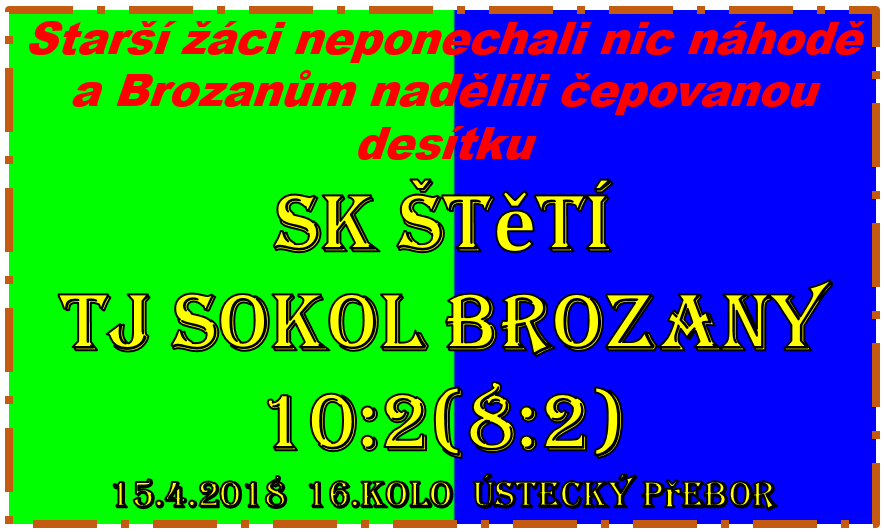 Starší žáci neponechali nic náhodě
a Brozanům nadělili čepovanou
desítku
SK ŠTěTÍ
TJ SOKOL BROZANY
10:2(8:2)
15.4.2018 16.KOLO ÚSTECKÝ PřEBOR